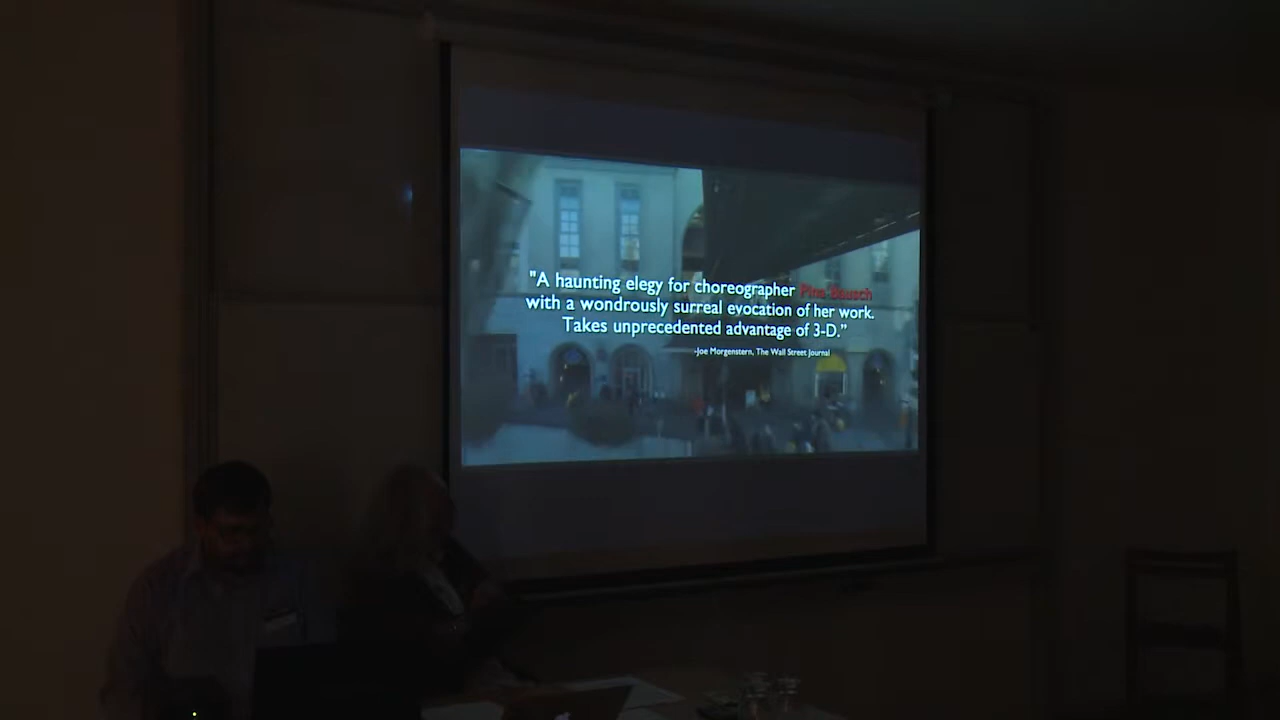 "A haunting elegy for choreographer Pina Bausch
with a wondrously surreal evocation of her work.
Takes unprecedented advantage of 3-D.”
-Joe Morgenstern, The Wall Street Journal